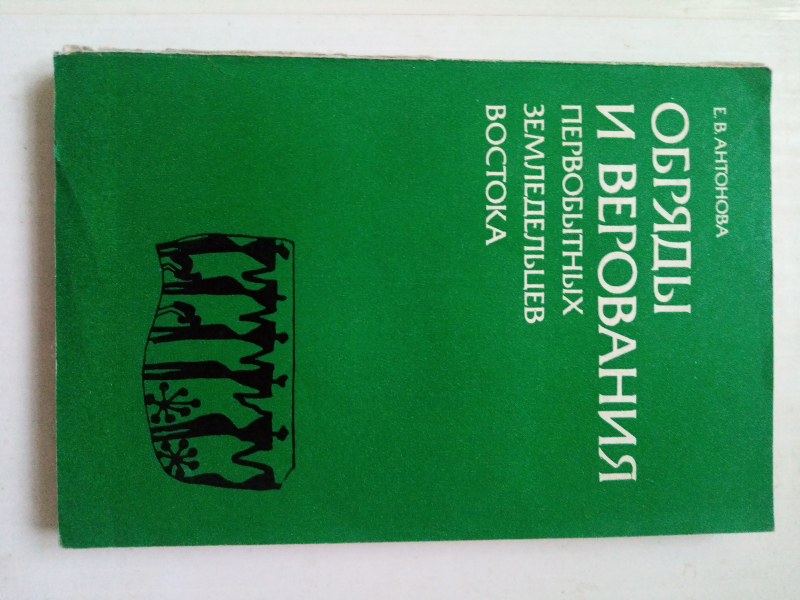 Е. В. АНТОНОВА
ОБРЯДЫ
И ВЕРОВАНИЯ
ПЕРВОБЫТНЫХ
ЗЕМЛЕДЕЛЬЦЕВ
ВОСТОКА